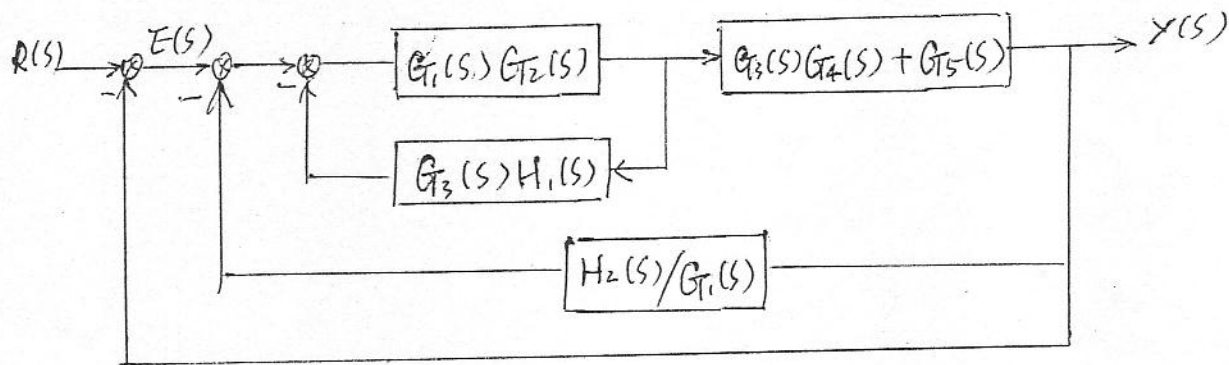 R(S) E(S) G1(S) G2(S) G3(S)G4(S) + G5(S) Y(S)
- - -
G3(S) H1(S)
H2(S)/G1(S)